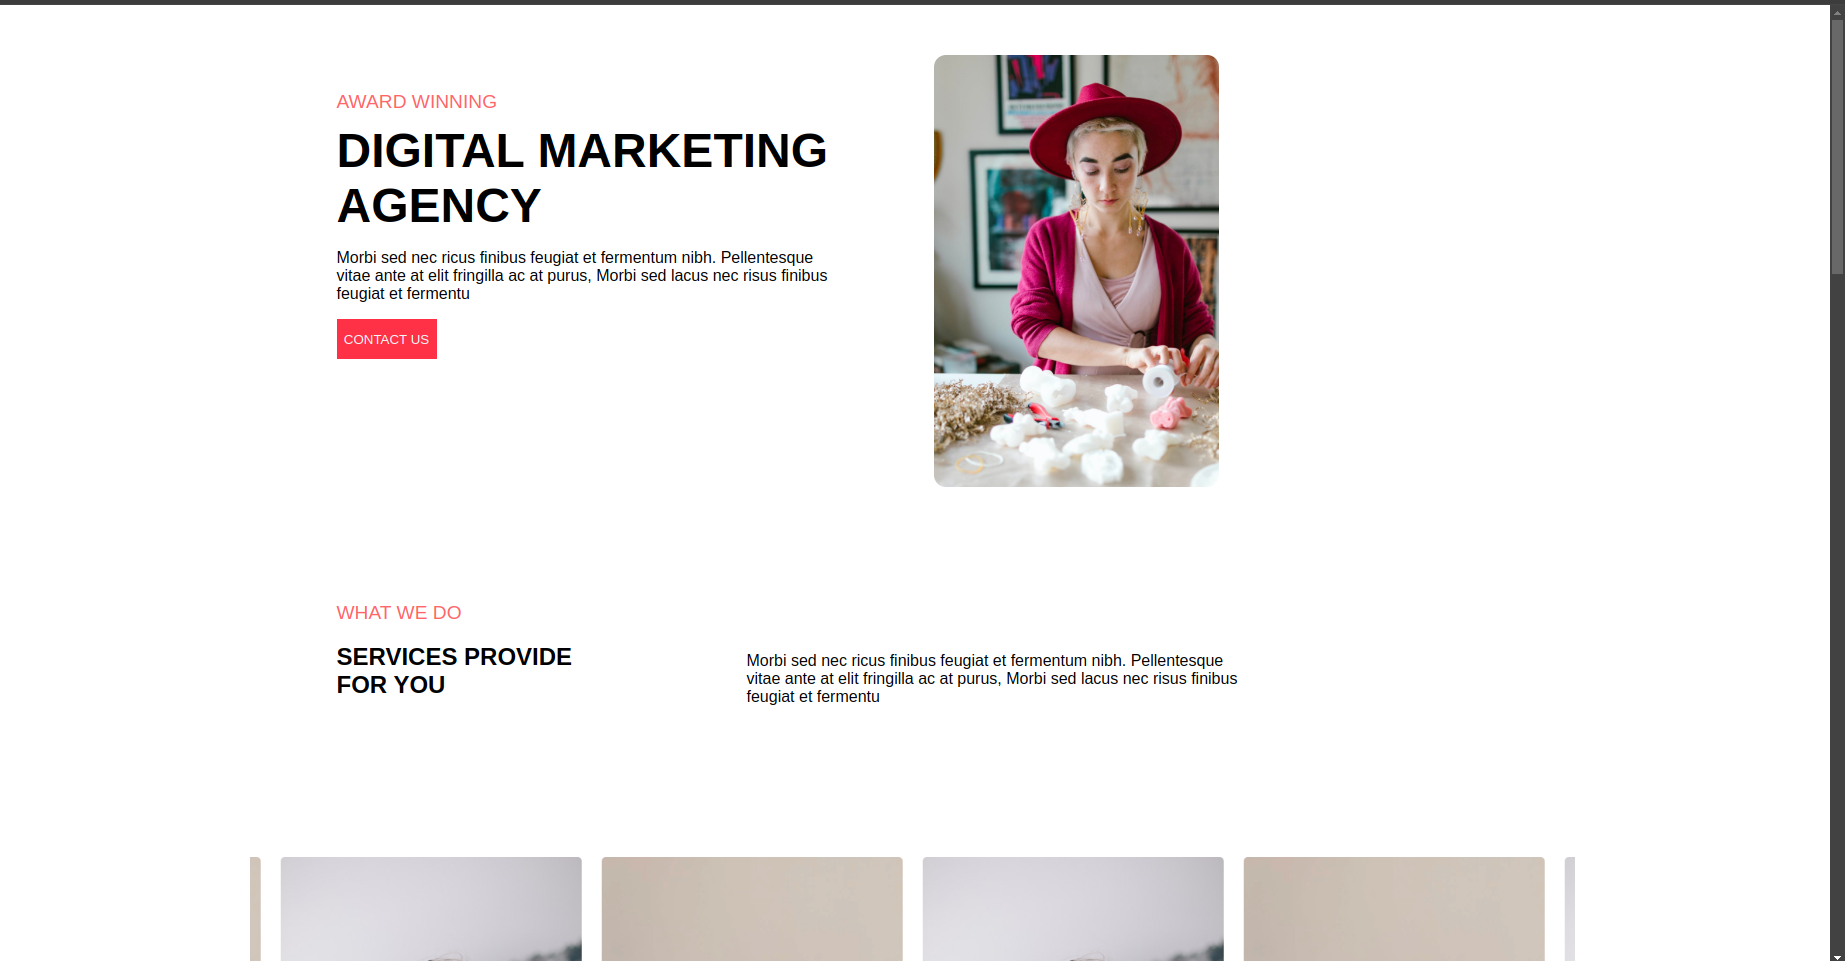 AWARD WINNING
DIGITAL MARKETING
AGENCY
Morbi sed nec ricus finibus feugiat et fermentum nibh. Pellentesque
vitae ante at elit fringilla ac at purus, Morbi sed lacus nec risus finibus
feugiat et fermentu
CONTACT US
WHAT WE DO
SERVICES PROVIDE
FOR YOU
Morbi sed nec ricus finibus feugiat et fermentum nibh. Pellentesque
vitae ante at elit fringilla ac at purus, Morbi sed lacus nec risus finibus
feugiat et fermentu